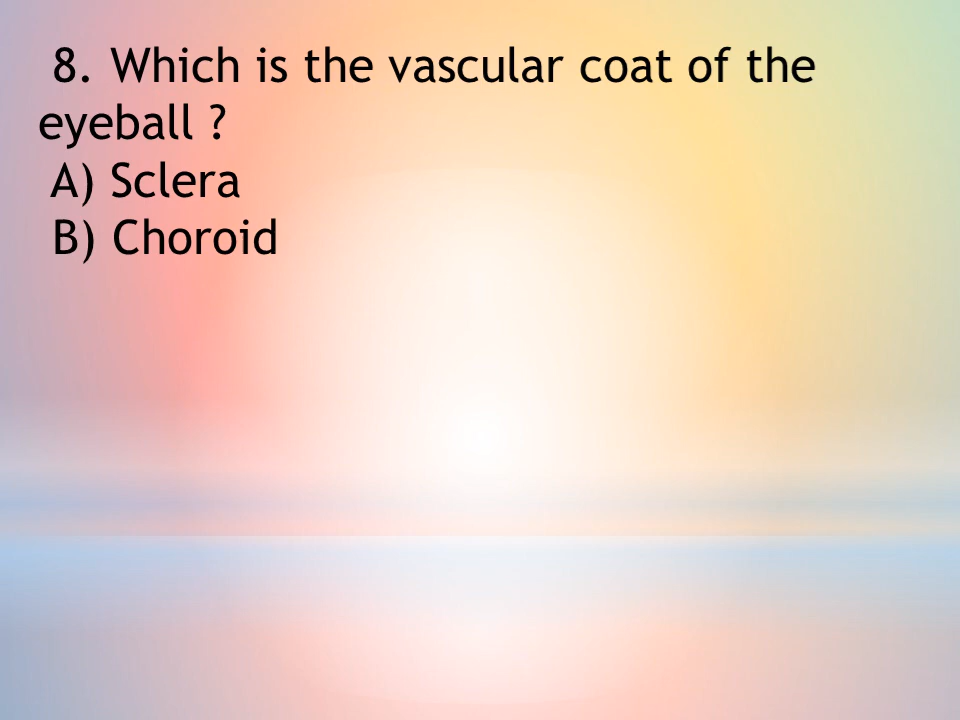 8. Which is the vascular coat of the
eyeball ?
A) Sclera
B) Choroid